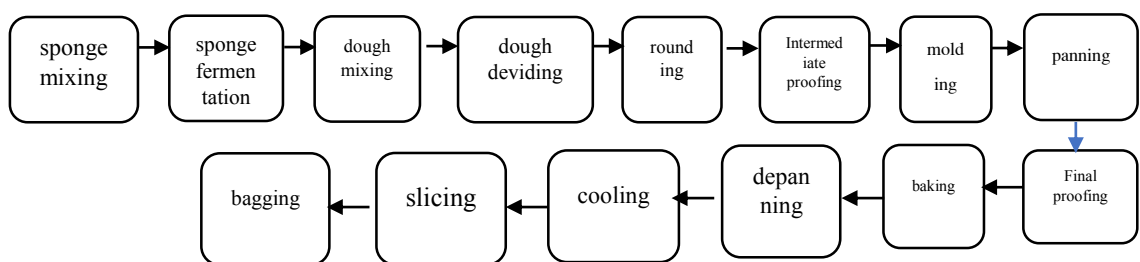 sponge
mixing
sponge
fermen
tation
dough
mixing
dough
deviding
round
ing
Intermed
iate
proofing
mold
ing
panning
Final
proofing
baking
depan
ning
cooling
slicing
bagging